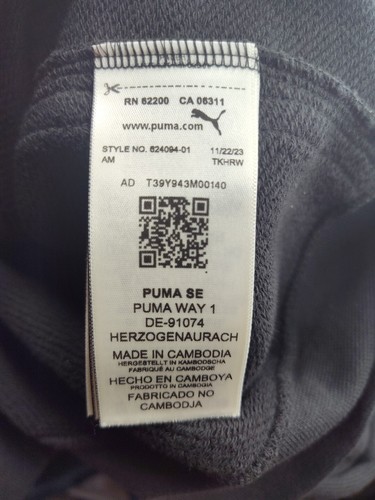 RN 62200 CA 06311
www.puma.com
STYLE NO. 624094-01 11/22/23
AM TKHRW
AD T39Y943M00140
PUMA SE
PUMA WAY 1
DE-91074
HERZOGENAURACH
MADE IN CAMBODIA
HERGESTELLT IN KAMBODSCHA
FABRIQUÉ AU CAMBODGE
HECHO EN CAMBOYA
PRODOTTO IN CAMBOGIA
FABRICADO NO
CAMBODJA